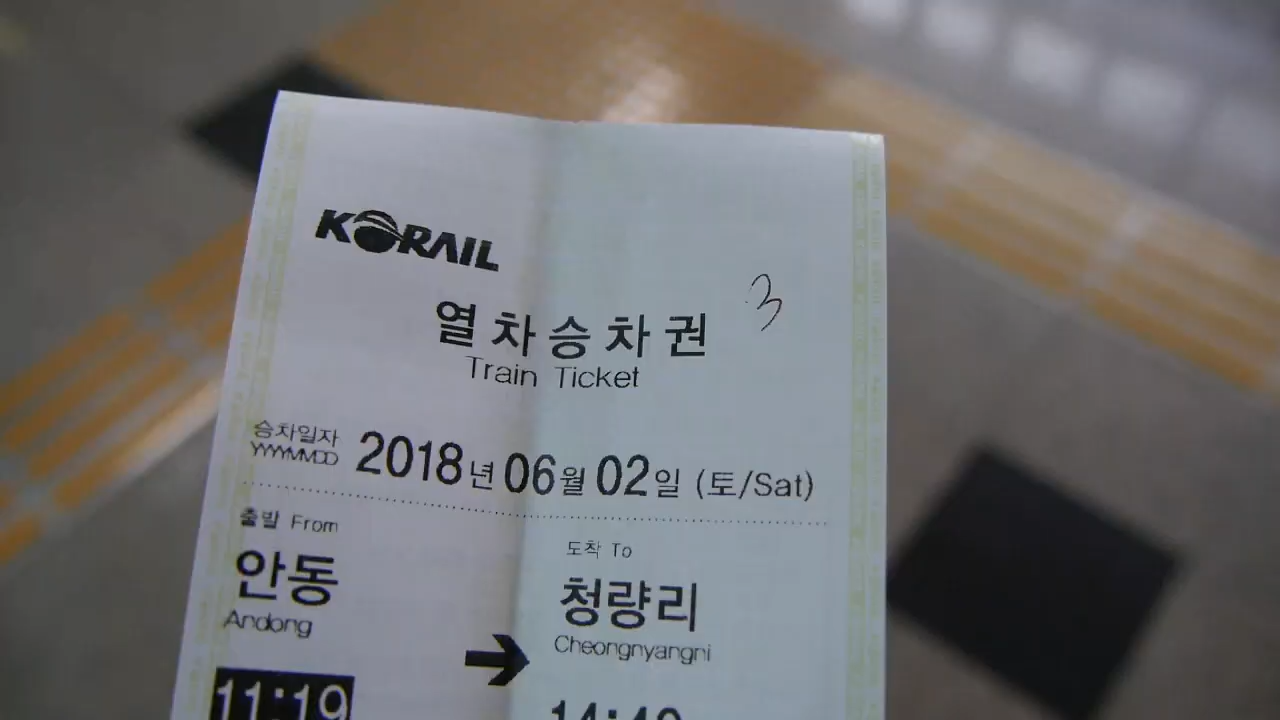 KORAIL
3
열차승차권
Train Ticket
승차일자
YYYYMMDD
2018년 06월 02일 (토/Sat)
출발 From
도착 To
안동
청량리
Andong
Cheongnyangni
→
11:19